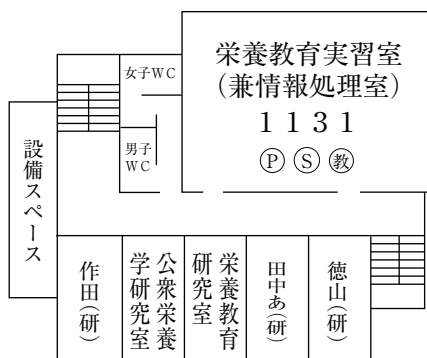 栄養教育実習室
(兼情報処理室)
1131
Ⓟ Ⓢ ㊙教
女子WC
男子
WC
設備スペース
作田(研)
公衆栄養
学研究室
栄養教育
研究室
田中あ(研)
徳山(研)